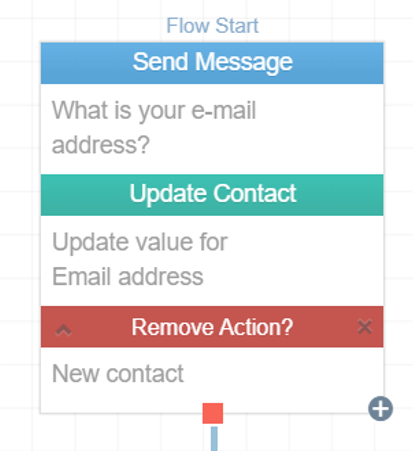 Flow Start
Send Message
What is your e-mail
address?
Update Contact
Update value for
Email address
Remove Action?
New contact